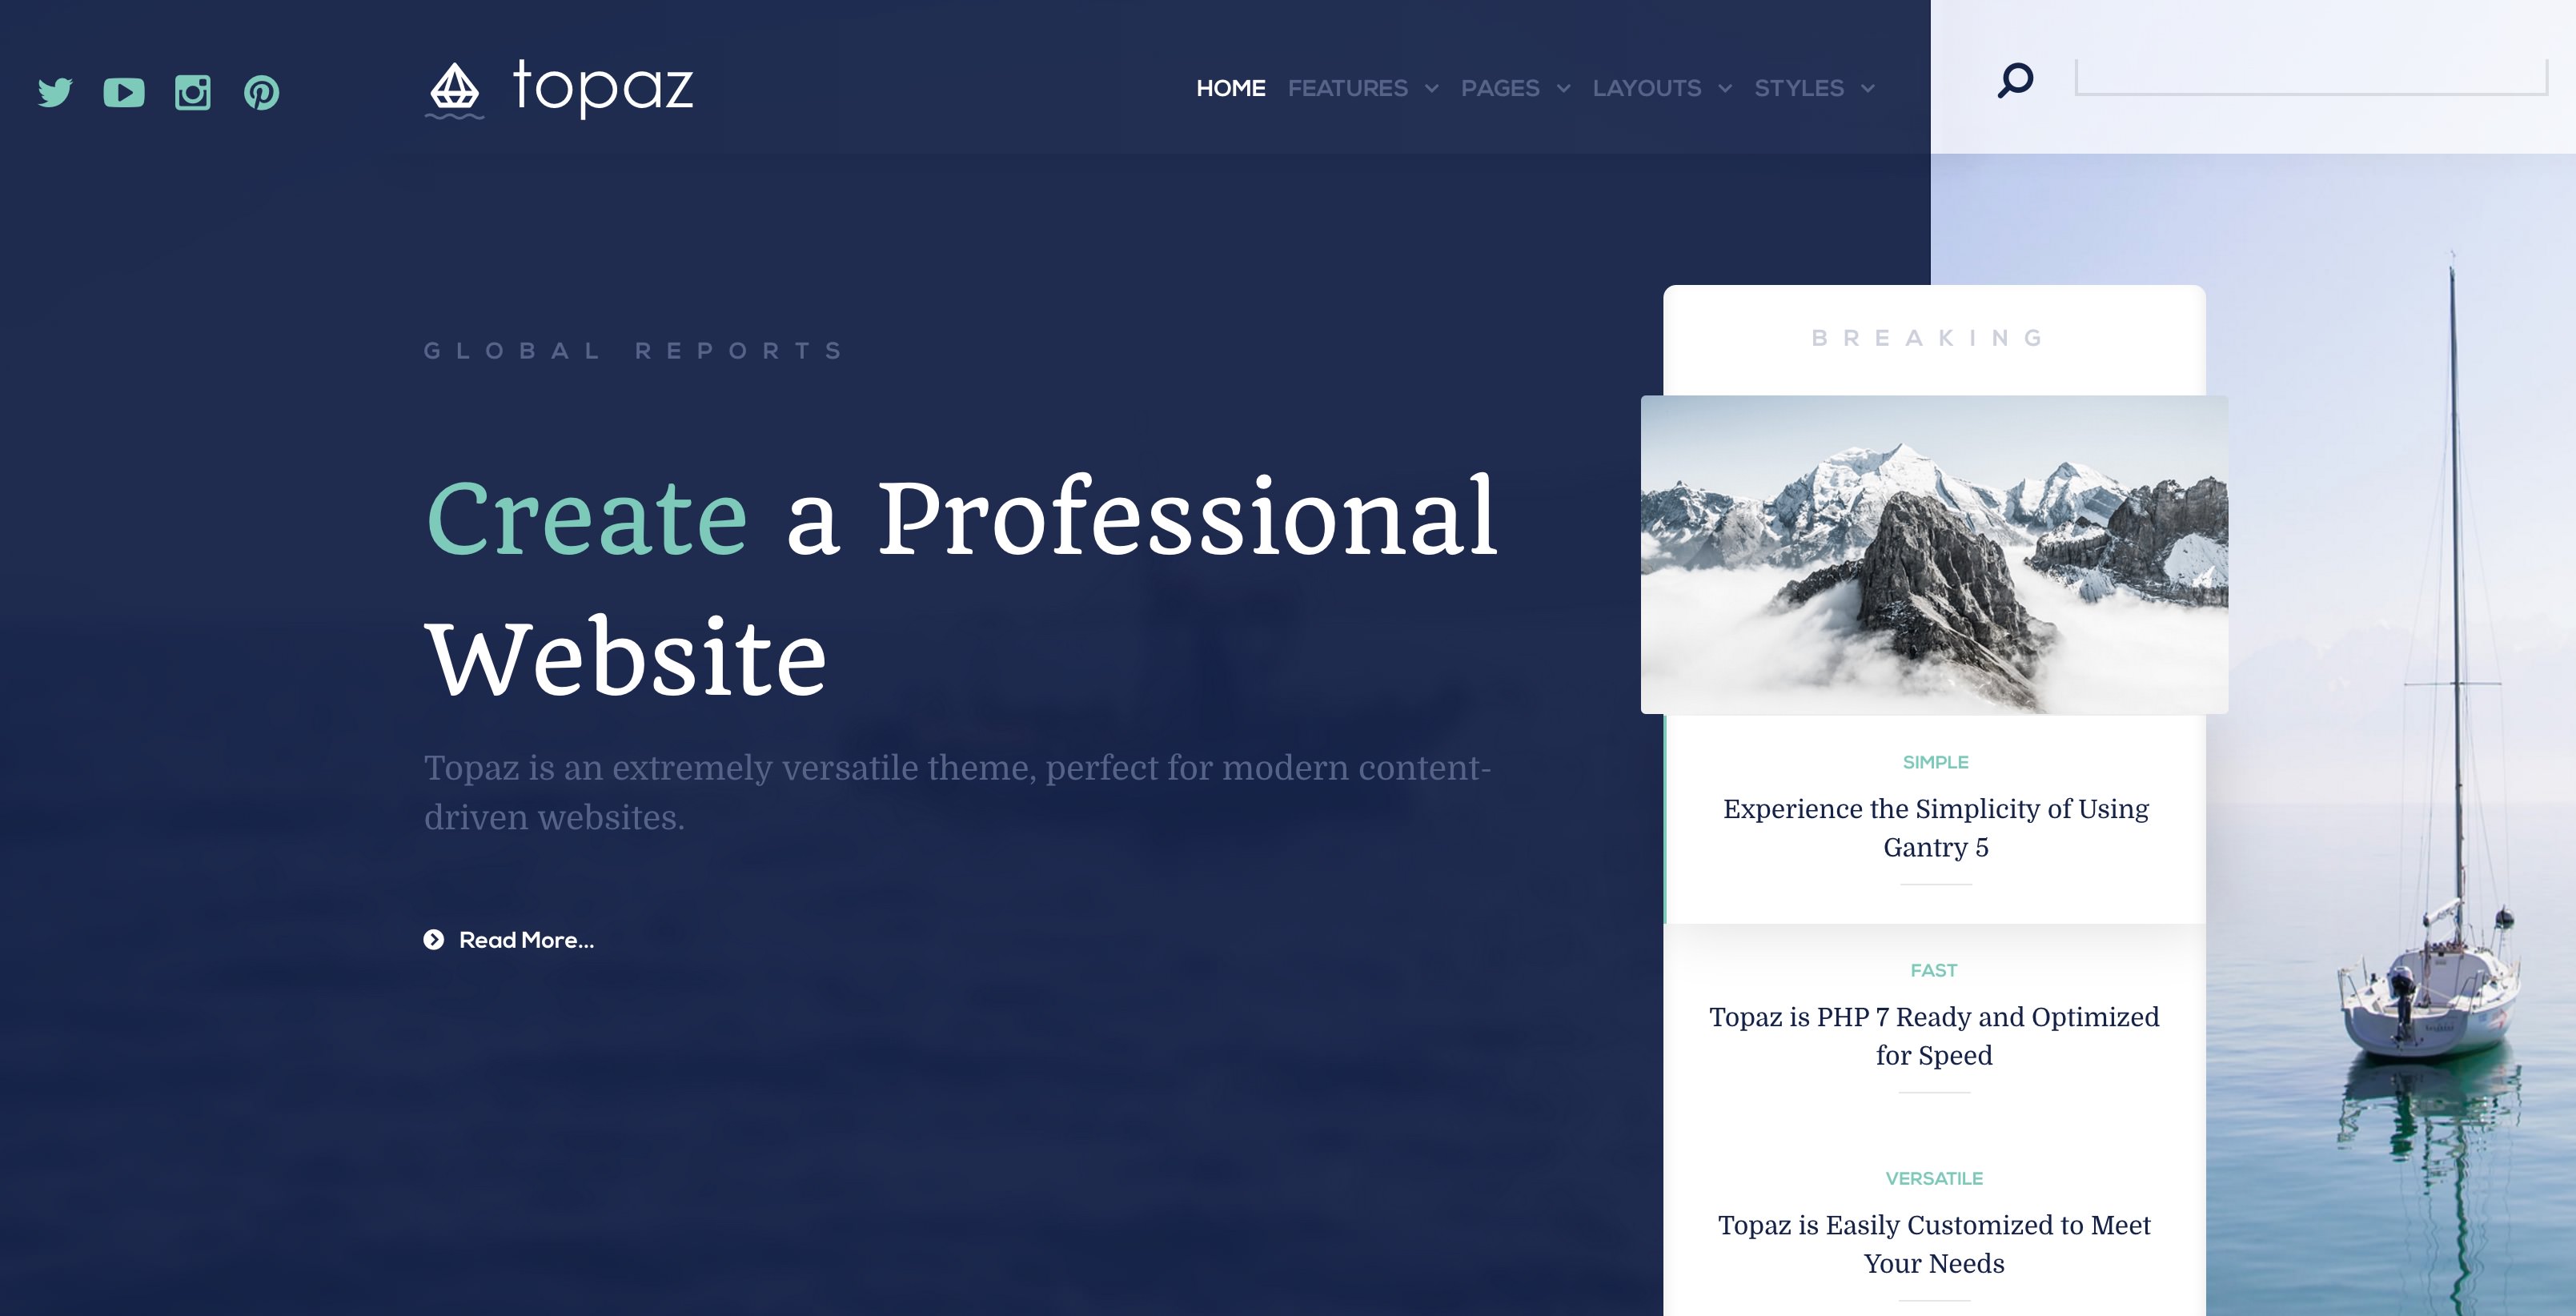 topaz
HOME FEATURES PAGES LAYOUTS STYLES
GLOBAL REPORTS
Create a Professional
Website
Topaz is an extremely versatile theme, perfect for modern content-
driven websites.
Read More...
BREAKING
SIMPLE
Experience the Simplicity of Using
Gantry 5
FAST
Topaz is PHP 7 Ready and Optimized
for Speed
VERSATILE
Topaz is Easily Customized to Meet
Your Needs